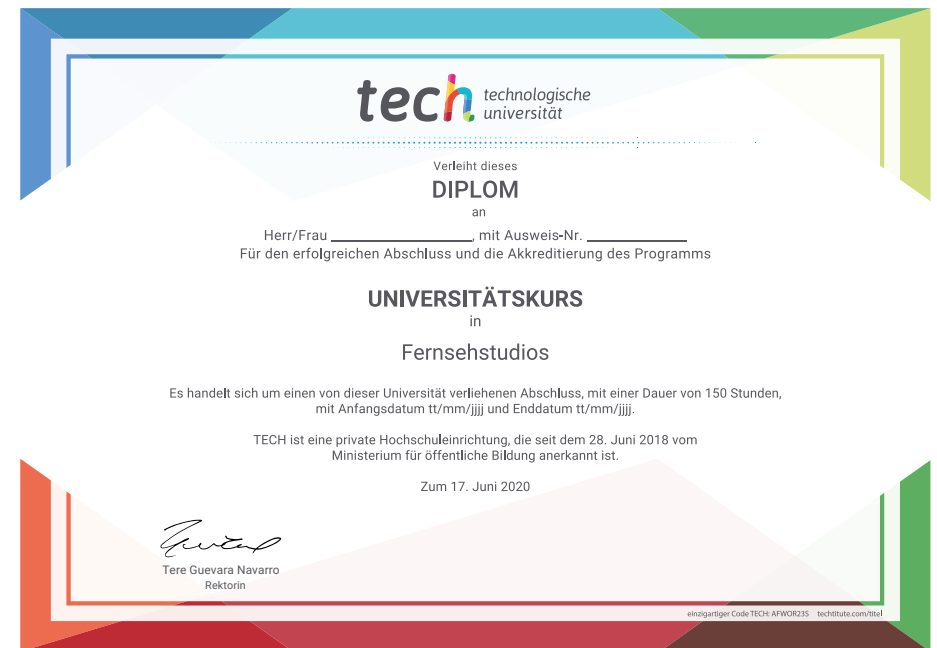 tech technologische
universität
Verleiht dieses
DIPLOM
an
Herr/Frau ____________________, mit Ausweis-Nr. ______________
Für den erfolgreichen Abschluss und die Akkreditierung des Programms
UNIVERSITÄTSKURS
in
Fernsehstudios
Es handelt sich um einen von dieser Universität verliehenen Abschluss, mit einer Dauer von 150 Stunden,
mit Anfangsdatum tt/mm/jjjj und Enddatum tt/mm/jjjj.
TECH ist eine private Hochschuleinrichtung, die seit dem 28. Juni 2018 vom
Ministerium für öffentliche Bildung anerkannt ist.
Zum 17. Juni 2020
Tere Guevara Navarro
Rektorin
einzigartiger Code TECH: AFWOR23S techtitute.com/titel